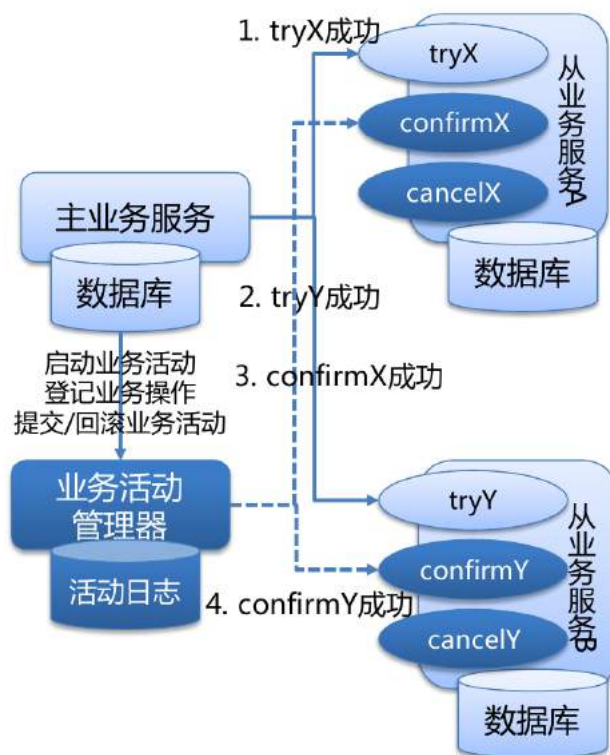 1. tryX成功
tryX
confirmX
cancelX
从业务服务A
数据库
主业务服务
数据库
2. tryY成功
启动业务活动
登记业务操作
提交/回滚业务活动
3. confirmX成功
业务活动
管理器
活动日志
tryY
confirmY
cancelY
从业务服务B
4. confirmY成功
数据库